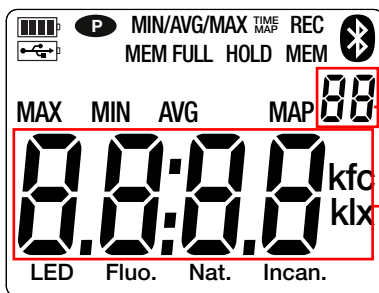 P MIN/AVG/MAX TIME MAP REC
MEM FULL HOLD MEM
MAX MIN AVG MAP 88
8.8:8.8 kfc
klx
LED Fluo. Nat. Incan.